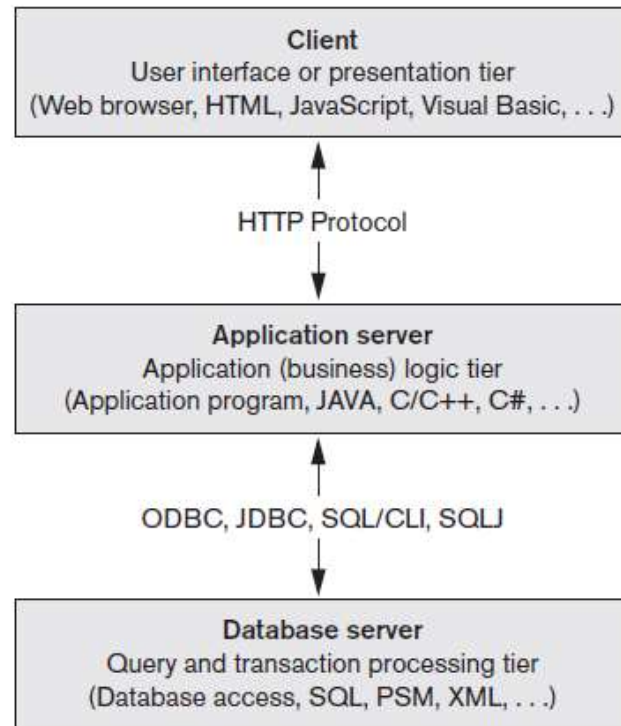 Client
User interface or presentation tier
(Web browser, HTML, JavaScript, Visual Basic, . . .)
HTTP Protocol
Application server
Application (business) logic tier
(Application program, JAVA, C/C++, C#, . . .)
ODBC, JDBC, SQL/CLI, SQLJ
Database server
Query and transaction processing tier
(Database access, SQL, PSM, XML, . . .)